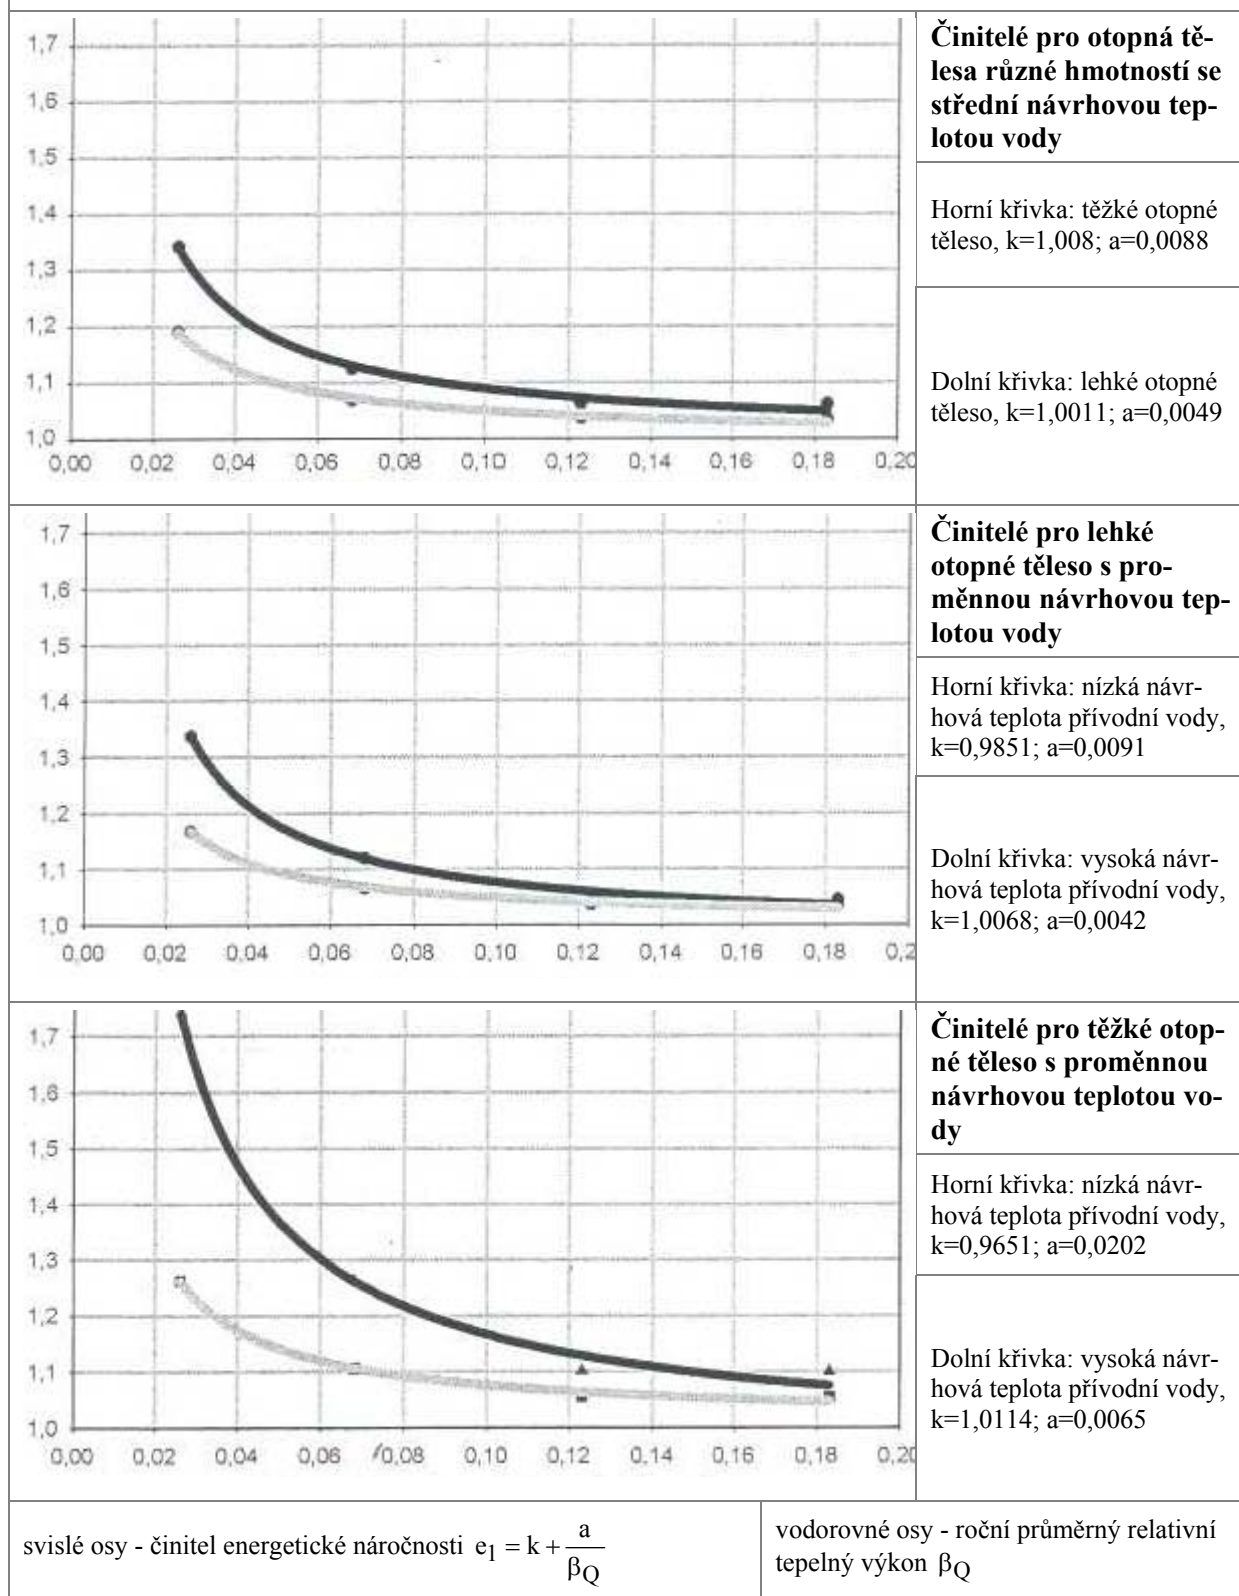 1,7
1,6
1,5
1,4
1,3
1,2
1,1
1,0
0,00 0,02 0,04 0,06 0,08 0,10 0,12 0,14 0,16 0,18 0,20
Činitelé pro otopná tě-
lesa různé hmotností se
střední návrhovou tep-
lotou vody
Horní křivka: těžké otopné
těleso, k=1,008; a=0,0088
Dolní křivka: lehké otopné
těleso, k=1,0011; a=0,0049
1,7
1,6
1,5
1,4
1,3
1,2
1,1
1,0
0,00 0,02 0,04 0,06 0,08 0,10 0,12 0,14 0,16 0,18 0,2
Činitelé pro lehké
otopné těleso s pro-
měnnou návrhovou tep-
lotou vody
Horní křivka: nízká návr-
hová teplota přívodní vody,
k=0,9851; a=0,0091
Dolní křivka: vysoká návr-
hová teplota přívodní vody,
k=1,0068; a=0,0042
1,7
1,6
1,5
1,4
1,3
1,2
1,1
1,0
0,00 0,02 0,04 0,06 0,08 0,10 0,12 0,14 0,16 0,18 0,20
Činitelé pro těžké otop-
né těleso s proměnnou
návrhovou teplotou vo-
dy
Horní křivka: nízká návr-
hová teplota přívodní vody,
k=0,9651; a=0,0202
Dolní křivka: vysoká návr-
hová teplota přívodní vody,
k=1,0114; a=0,0065
svislé osy - činitel energetické náročnosti e₁ = k + a/β_Q
vodorovné osy - roční průměrný relativní
tepelný výkon β_Q